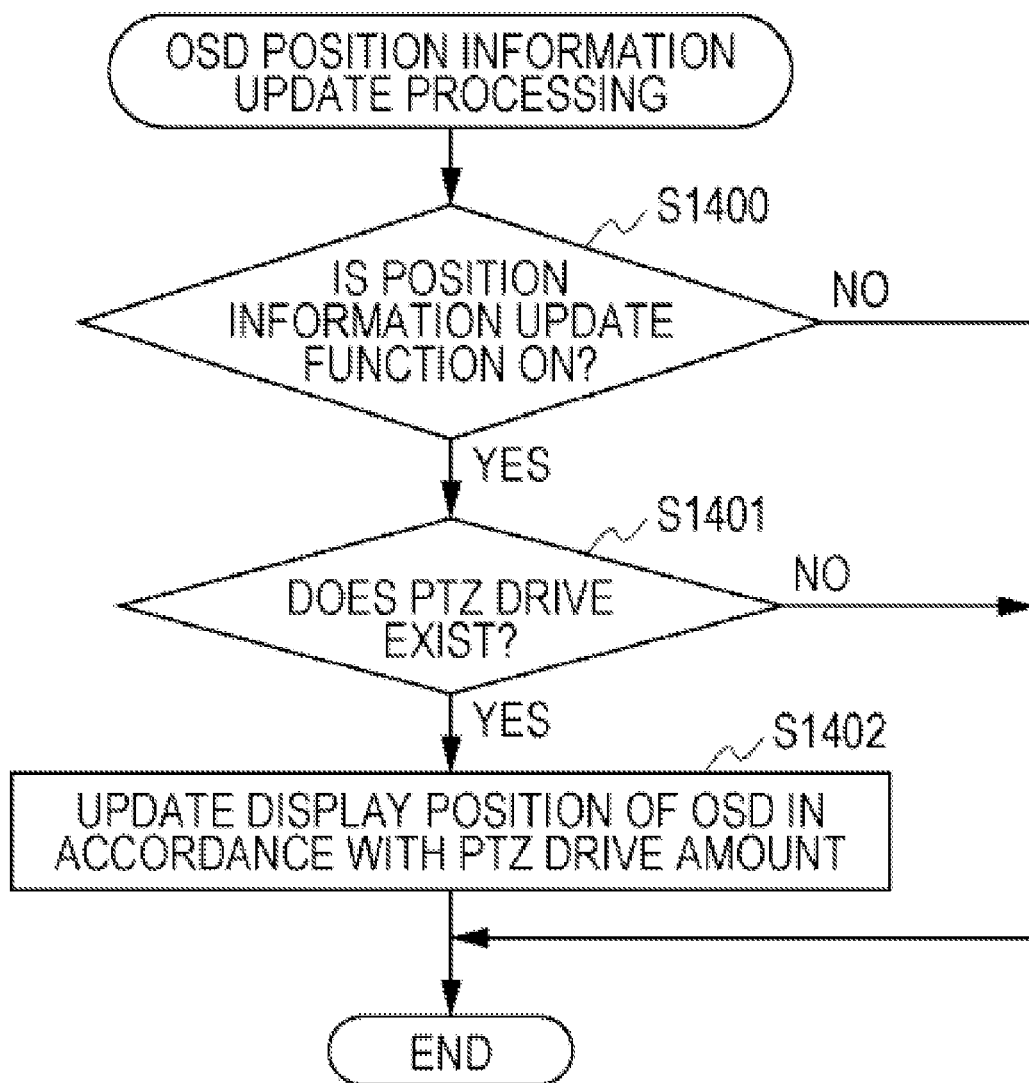 OSD POSITION INFORMATION
UPDATE PROCESSING
S1400
IS POSITION
INFORMATION UPDATE
FUNCTION ON?
NO
YES
S1401
DOES PTZ DRIVE
EXIST?
NO
YES
S1402
UPDATE DISPLAY POSITION OF OSD IN
ACCORDANCE WITH PTZ DRIVE AMOUNT
END